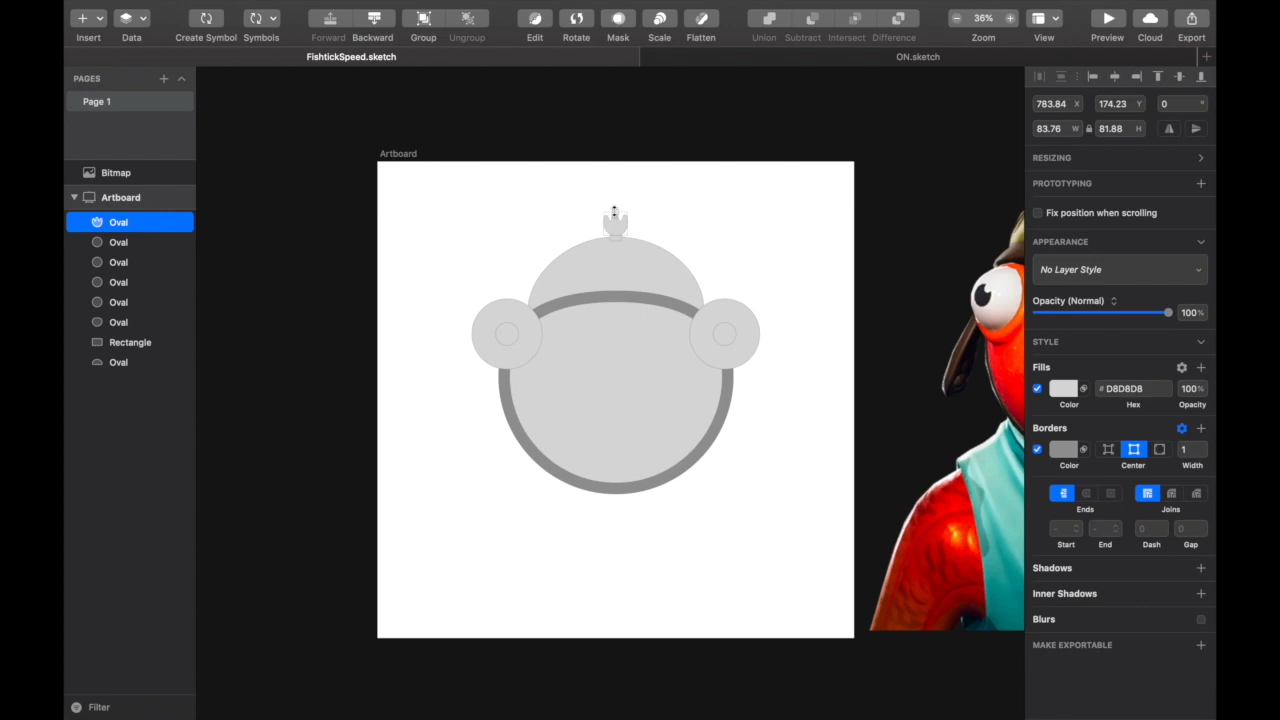 36%
Insert Data Create Symbol Symbols Forward Backward Group Ungroup Edit Rotate Mask Scale Flatten Union Subtract Intersect Difference Zoom View Preview Cloud Export
FishtickSpeed.sketch ON.sketch
PAGES
Page 1
Bitmap
Artboard
Oval
Oval
Oval
Oval
Oval
Oval
Rectangle
Oval
Filter
Artboard
783.84 X 174.23 Y 0 °
83.76 W 81.88 H
RESIZING
PROTOTYPING
Fix position when scrolling
APPEARANCE
No Layer Style
Opacity (Normal)
100%
STYLE
Fills
# D8D8D8 100%
Color Hex Opacity
Borders
1
Color Center Width
Ends Joins
- - 0 0
Start End Dash Gap
Shadows
Inner Shadows
Blurs
MAKE EXPORTABLE